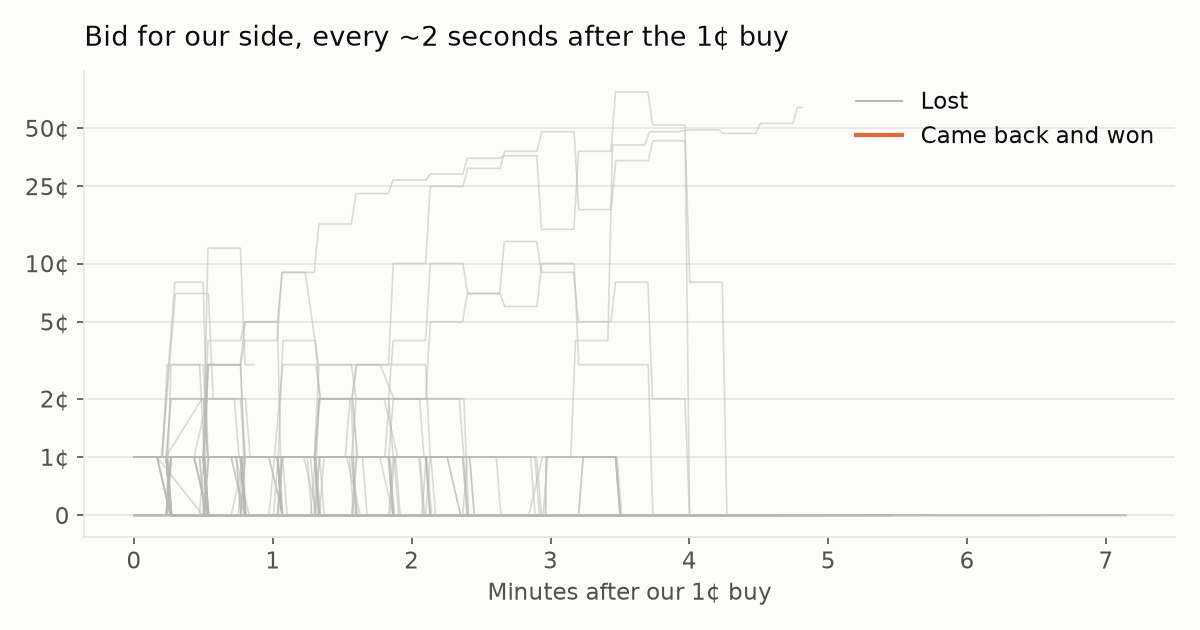 Bid for our side, every ~2 seconds after the 1¢ buy
Lost
Came back and won
50¢
25¢
10¢
5¢
2¢
1¢
0
0 1 2 3 4 5 6 7
Minutes after our 1¢ buy